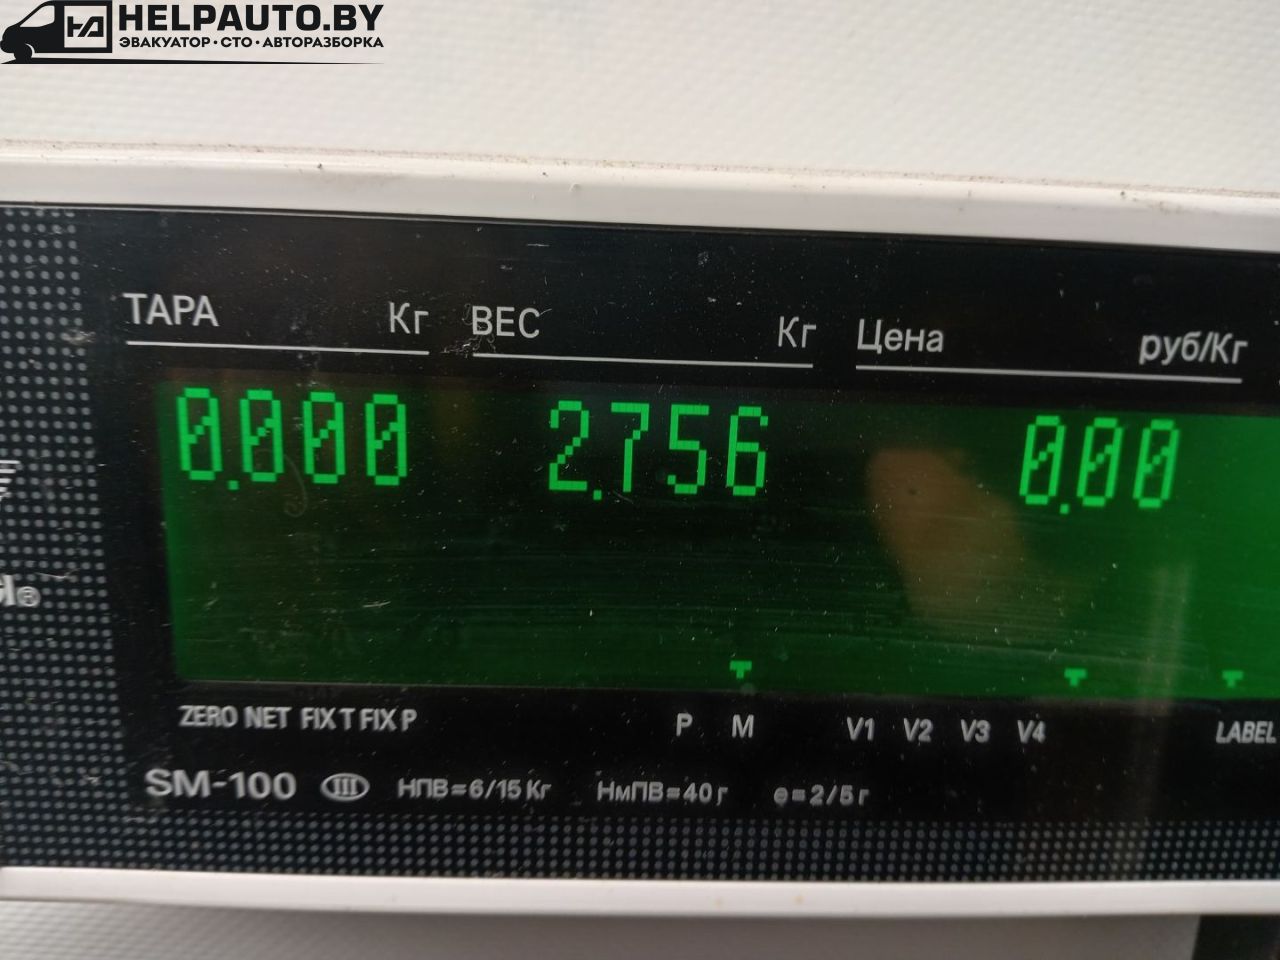 HELPAUTO.BY
ЭВАКУАТОР·СТО·АВТОРАЗБОРКА
ТАРА Кг ВЕС Кг Цена руб/Кг
0.000 2.756 0.00
ZERO NET FIX T FIX P P M V1 V2 V3 V4 LABEL
SM-100 III НПВ=6/15 Кг НмПВ=40 г e=2/5 г